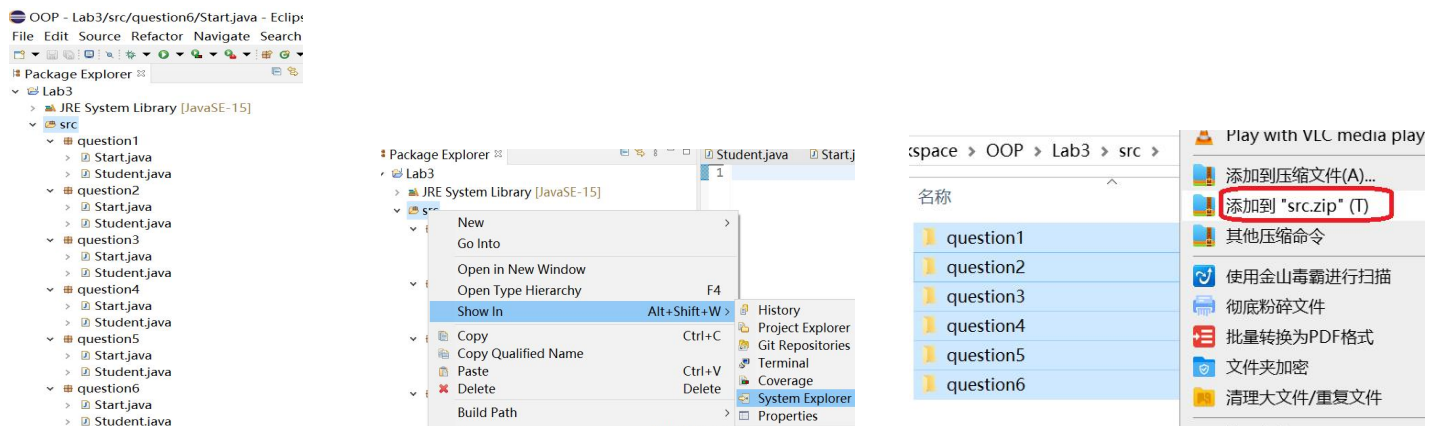 OOP - Lab3/src/question6/Start.java - Eclips
File Edit Source Refactor Navigate Search
Package Explorer
Lab3
JRE System Library [JavaSE-15]
src
question1
Start.java
Student.java
question2
Start.java
Student.java
question3
Start.java
Student.java
question4
Start.java
Student.java
question5
Start.java
Student.java
question6
Start.java
Student.java
Package Explorer
Student.java Start.j
1
Lab3
JRE System Library [JavaSE-15]
src
New
Go Into
Open in New Window
Open Type Hierarchy F4
Show In Alt+Shift+W
Copy Ctrl+C
Copy Qualified Name
Paste Ctrl+V
Delete Delete
Build Path
History
Project Explorer
Git Repositories
Terminal
Coverage
System Explorer
Properties
kspace > OOP > Lab3 > src >
名称
question1
question2
question3
question4
question5
question6
Play with VLC media play
添加到压缩文件(A)...
添加到 "src.zip" (T)
其他压缩命令
使用金山毒霸进行扫描
彻底粉碎文件
批量转换为PDF格式
文件夹加密
清理大文件/重复文件